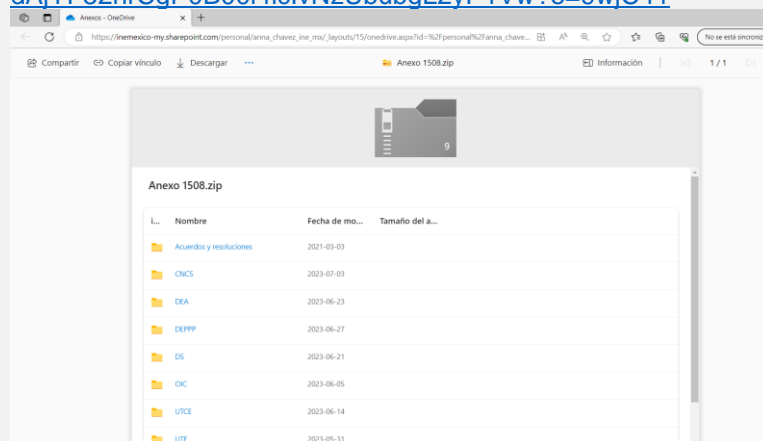 Anexos - OneDrive
https://inemexico-my.sharepoint.com/personal/anna_chavez_ine_mx/_layouts/15/onedrive.aspx?id=%2Fpersonal%2Fanna_chave...
No se está sincroniz
Compartir Copiar vínculo Descargar ... Anexo 1508.zip Información 1 / 1
9
Anexo 1508.zip
i... Nombre Fecha de mo... Tamaño del a...
Acuerdos y resoluciones 2021-03-03
CNCS 2023-07-03
DEA 2023-06-23
DEPPP 2023-06-27
DS 2023-06-21
OIC 2023-06-05
UTCE 2023-06-14
UTF 2023-05-31